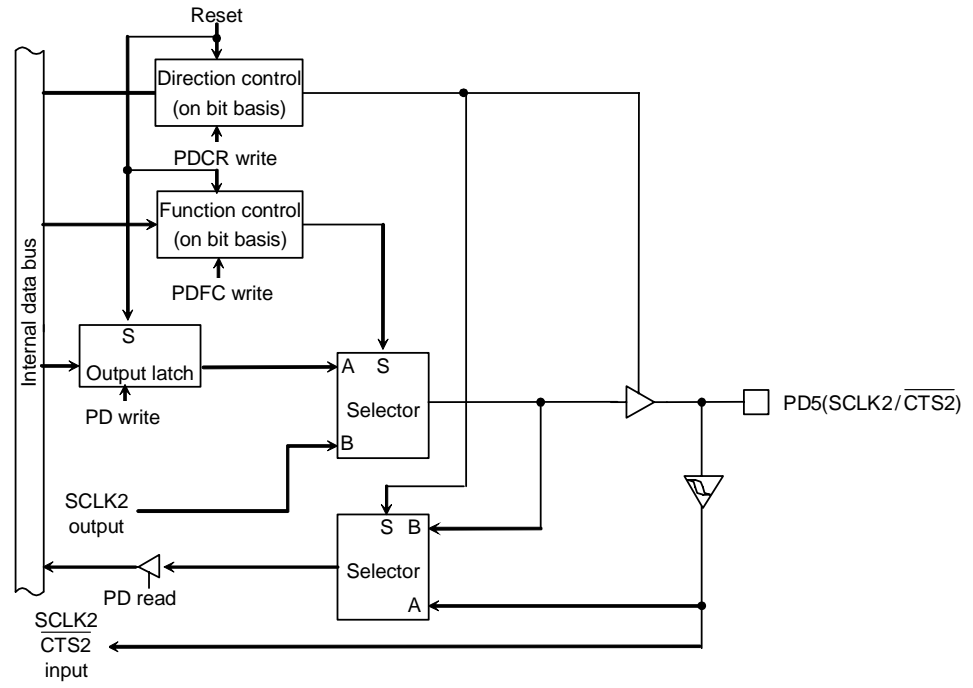 Reset
Direction control
(on bit basis)
PDCR write
Function control
(on bit basis)
PDFC write
Internal data bus
S
Output latch
PD write
A S
Selector
B
PD5(SCLK2/CTS2)
SCLK2
output
S B
Selector
A
PD read
SCLK2
CTS2
input